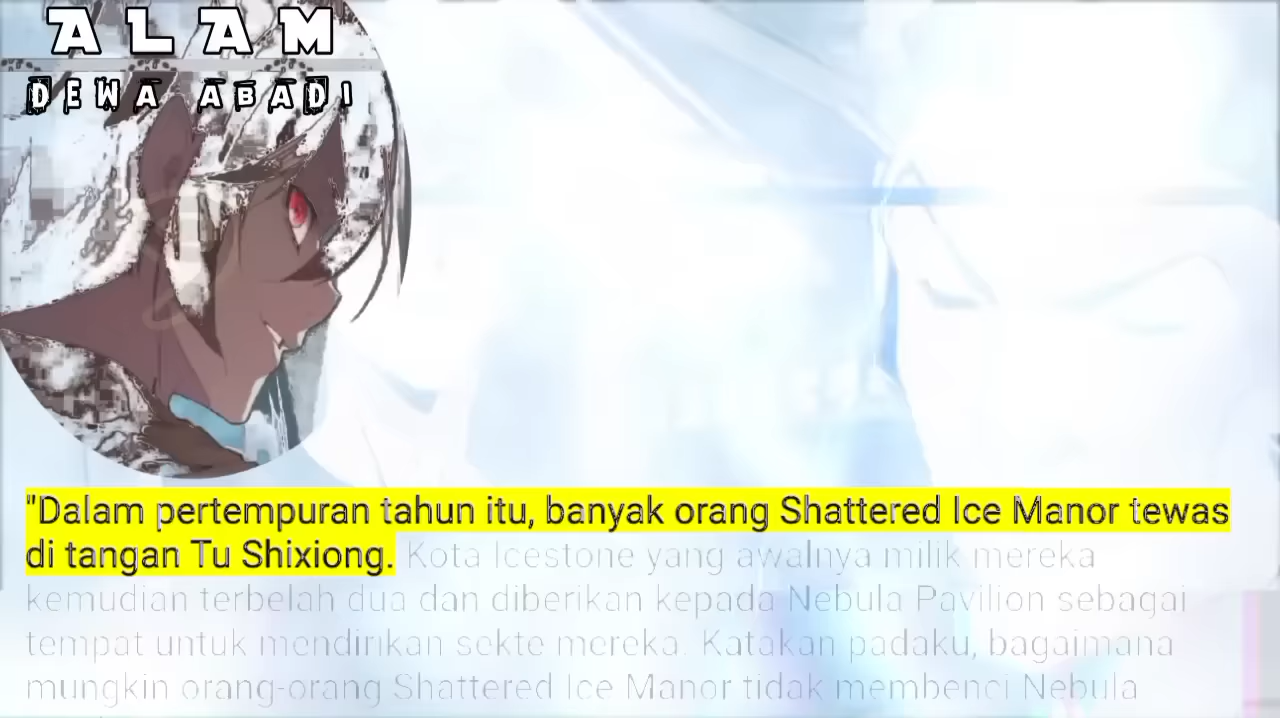 ALAM
DEWA ABADI
"Dalam pertempuran tahun itu, banyak orang Shattered Ice Manor tewas
di tangan Tu Shixiong. Kota Icestone yang awalnya milik mereka
kemudian terbelah dua dan diberikan kepada Nebula Pavilion sebagai
tempat untuk mendirikan sekte mereka. Katakan padaku, bagaimana
mungkin orang-orang Shattered Ice Manor tidak membenci Nebula